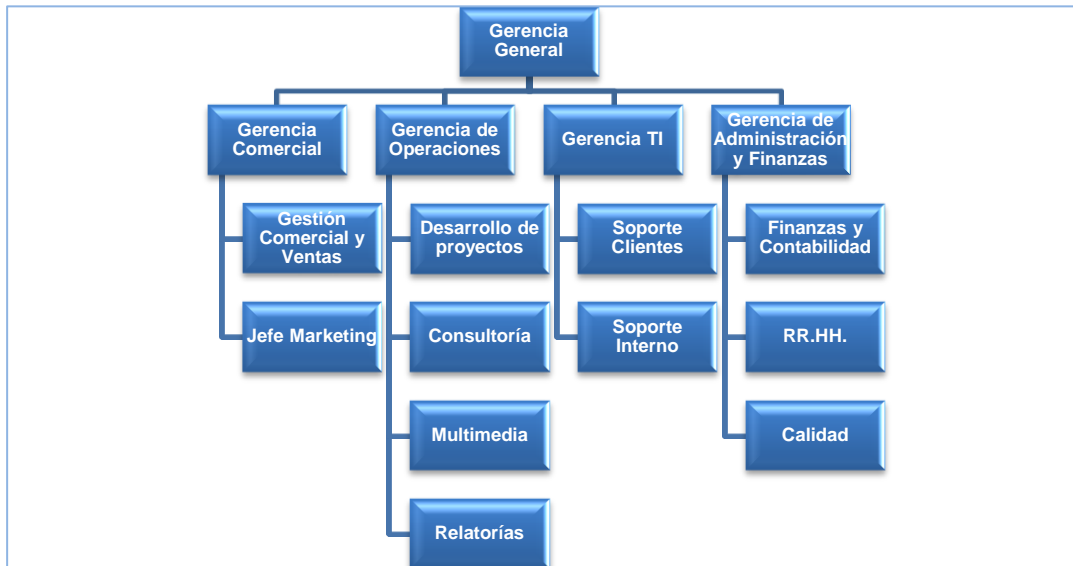 Gerencia
General
Gerencia
Comercial
Gerencia de
Operaciones
Gerencia TI
Gerencia de
Administración
y Finanzas
Gestión
Comercial y
Ventas
Desarrollo de
proyectos
Soporte
Clientes
Finanzas y
Contabilidad
Jefe Marketing
Consultoría
Soporte
Interno
RR.HH.
Multimedia
Calidad
Relatorías